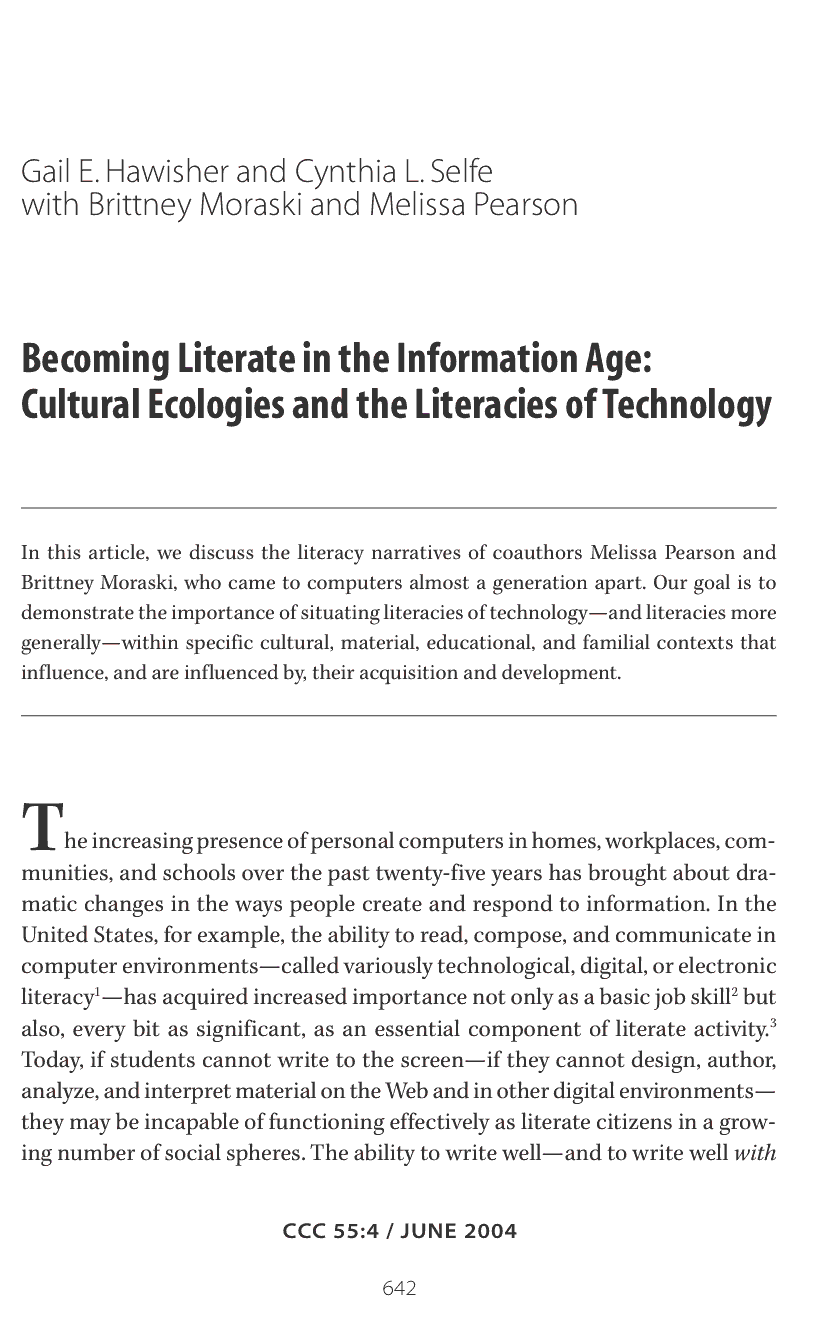 Gail E. Hawisher and Cynthia L. Selfe
with Brittney Moraski and Melissa Pearson
Becoming Literate in the Information Age:
Cultural Ecologies and the Literacies of Technology
In this article, we discuss the literacy narratives of coauthors Melissa Pearson and
Brittney Moraski, who came to computers almost a generation apart. Our goal is to
demonstrate the importance of situating literacies of technology—and literacies more
generally—within specific cultural, material, educational, and familial contexts that
influence, and are influenced by, their acquisition and development.
The increasing presence of personal computers in homes, workplaces, com-
munities, and schools over the past twenty-five years has brought about dra-
matic changes in the ways people create and respond to information. In the
United States, for example, the ability to read, compose, and communicate in
computer environments—called variously technological, digital, or electronic
literacy¹—has acquired increased importance not only as a basic job skill² but
also, every bit as significant, as an essential component of literate activity.³
Today, if students cannot write to the screen—if they cannot design, author,
analyze, and interpret material on the Web and in other digital environments—
they may be incapable of functioning effectively as literate citizens in a grow-
ing number of social spheres. The ability to write well—and to write well with
CCC 55:4 / JUNE 2004
642